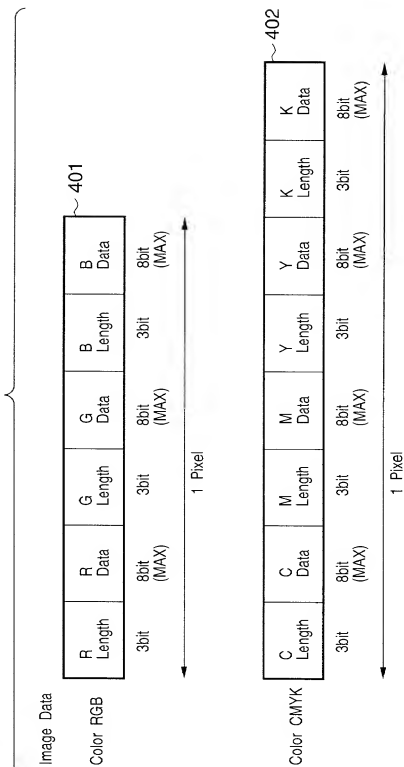 Image Data
Color RGB
401
R Length
R Data
G Length
G Data
B Length
B Data
3bit
8bit (MAX)
3bit
8bit (MAX)
3bit
8bit (MAX)
1 Pixel
Color CMYK
402
C Length
C Data
M Length
M Data
Y Length
Y Data
K Length
K Data
3bit
8bit (MAX)
3bit
8bit (MAX)
3bit
8bit (MAX)
3bit
8bit (MAX)
1 Pixel